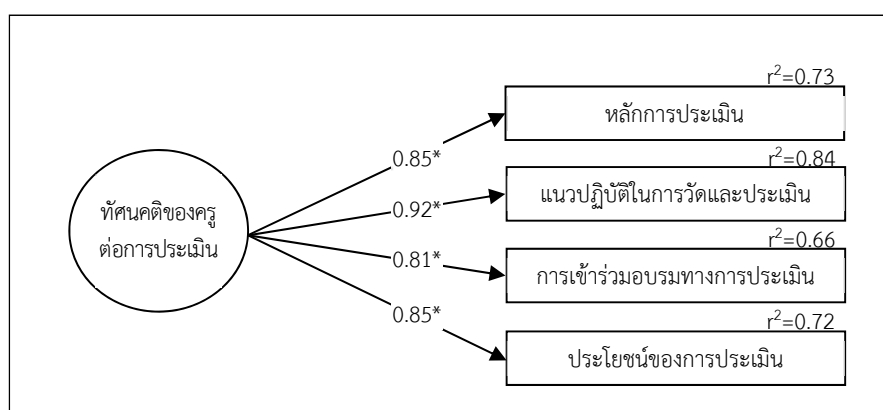 r²=0.73
หลักการประเมิน
0.85*
r²=0.84
แนวปฏิบัติในการวัดและประเมิน
0.92*
ทัศนคติของครู
ต่อการประเมิน
r²=0.66
0.81*
การเข้าร่วมอบรมทางการประเมิน
r²=0.72
0.85*
ประโยชน์ของการประเมิน